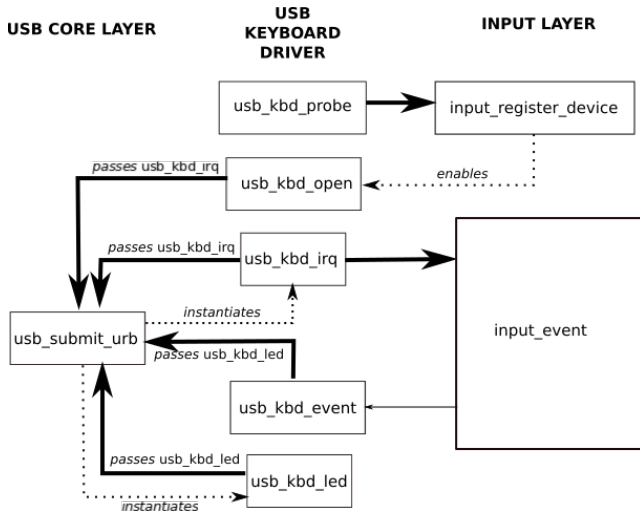 USB CORE LAYER
USB
KEYBOARD
DRIVER
INPUT LAYER
usb_kbd_probe
input_register_device
passes usb_kbd_irq
usb_kbd_open
enables
passes usb_kbd_irq
usb_kbd_irq
instantiates
usb_submit_urb
input_event
passes usb_kbd_led
usb_kbd_event
passes usb_kbd_led
usb_kbd_led
instantiates